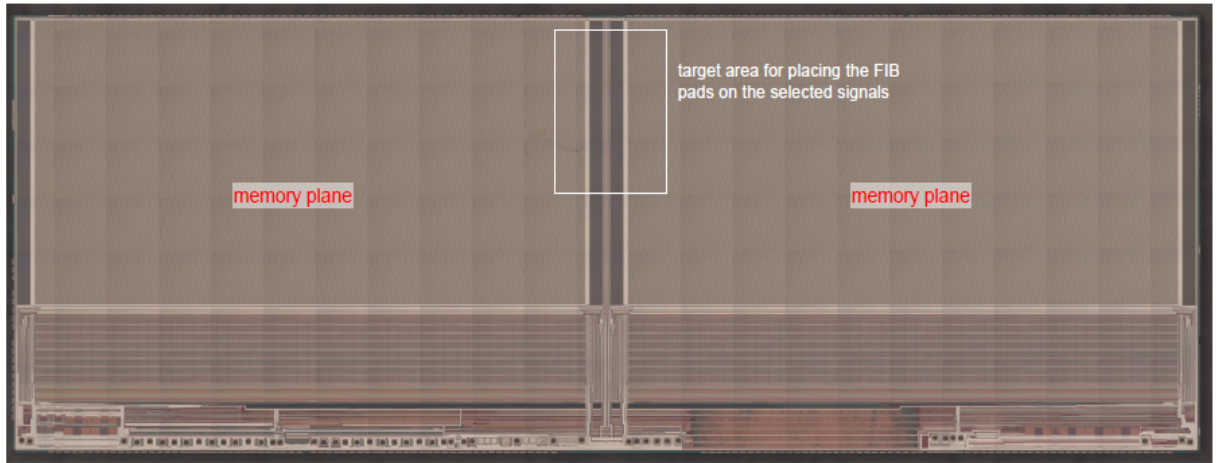 target area for placing the FIB
pads on the selected signals
memory plane
memory plane